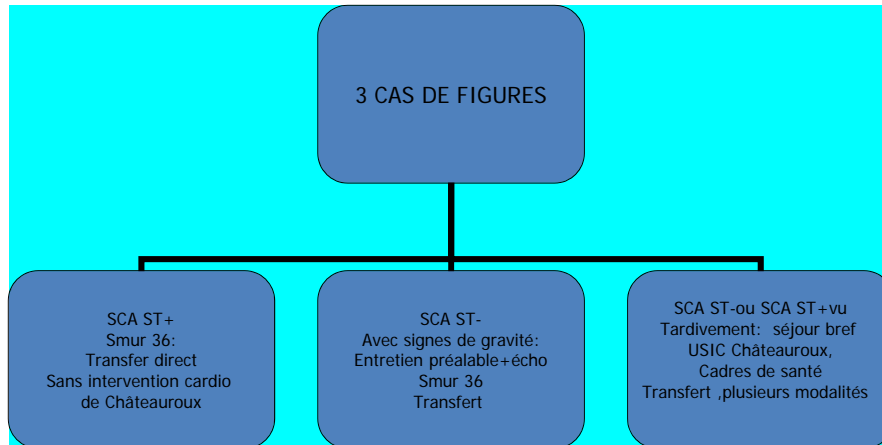 3 CAS DE FIGURES
SCA ST+
Smur 36:
Transfer direct
Sans intervention cardio
de Châteauroux
SCA ST-
Avec signes de gravité:
Entretien préalable+écho
Smur 36
Transfert
SCA ST-ou SCA ST+vu
Tardivement: séjour bref
USIC Châteauroux,
Cadres de santé
Transfert ,plusieurs modalités